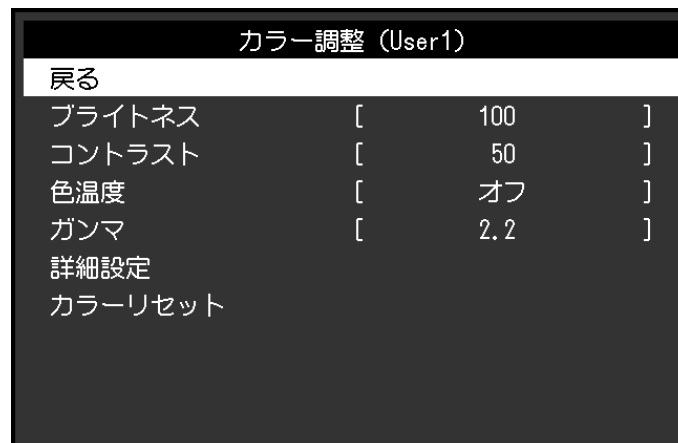 カラー調整 (User1)
戻る
ブライトネス [ 100 ]
コントラスト [ 50 ]
色温度 [ オフ ]
ガンマ [ 2.2 ]
詳細設定
カラーリセット